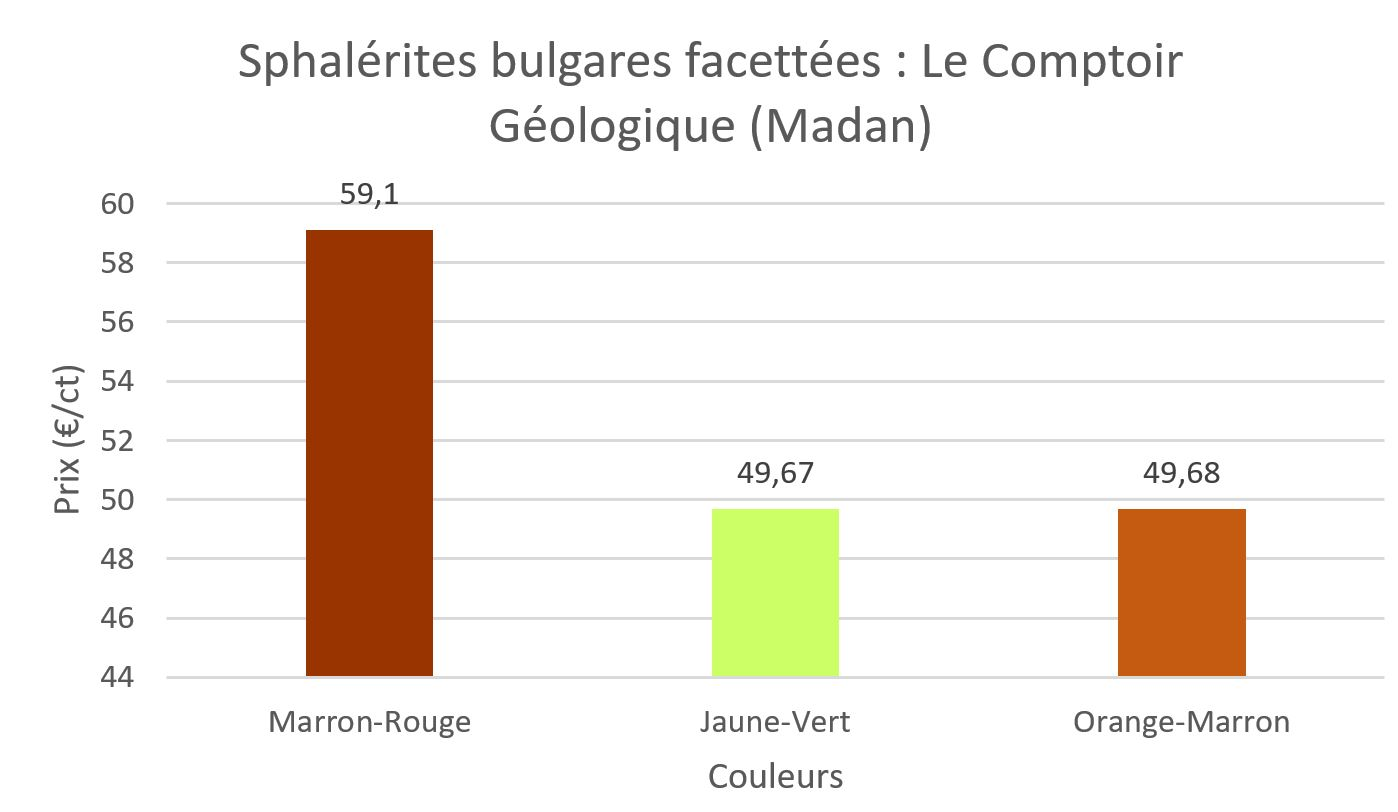 Sphalérites bulgares facettées : Le Comptoir
Géologique (Madan)
59,1
60
58
56
54
52
49,67
49,68
50
48
46
44
Prix (€/ct)
Marron-Rouge
Jaune-Vert
Orange-Marron
Couleurs